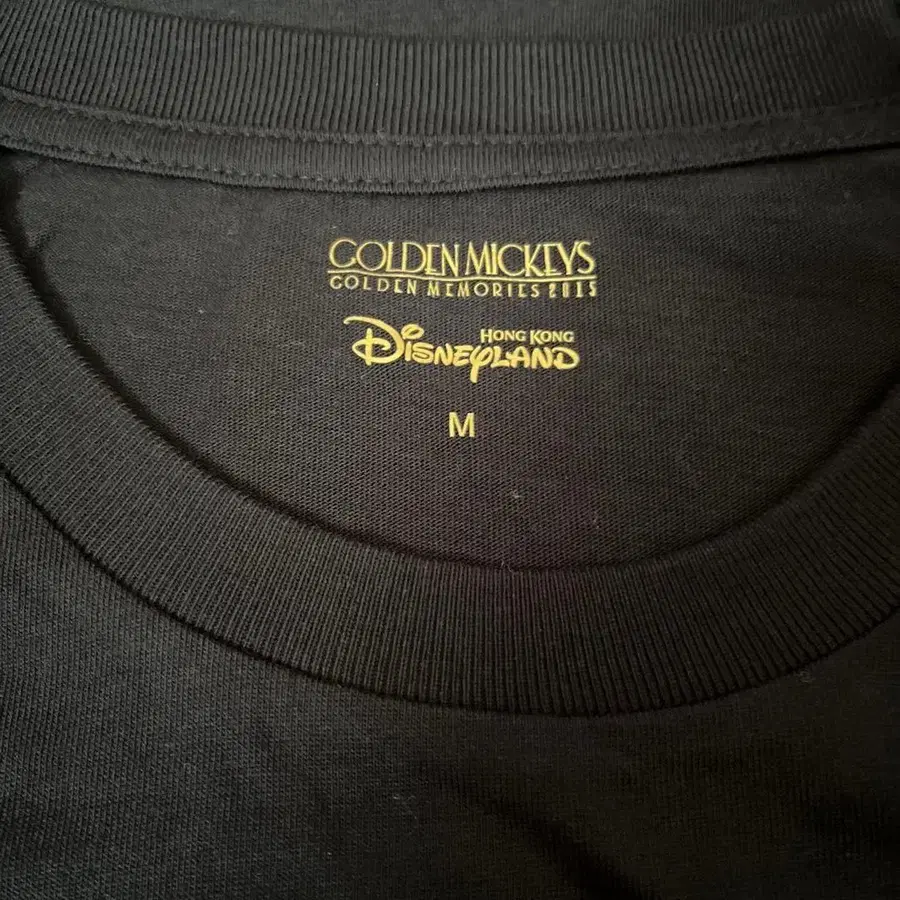 GOLDEN MICKEYS
GOLDEN MEMORIES 2015
HONG KONG
DISNEYLAND
M